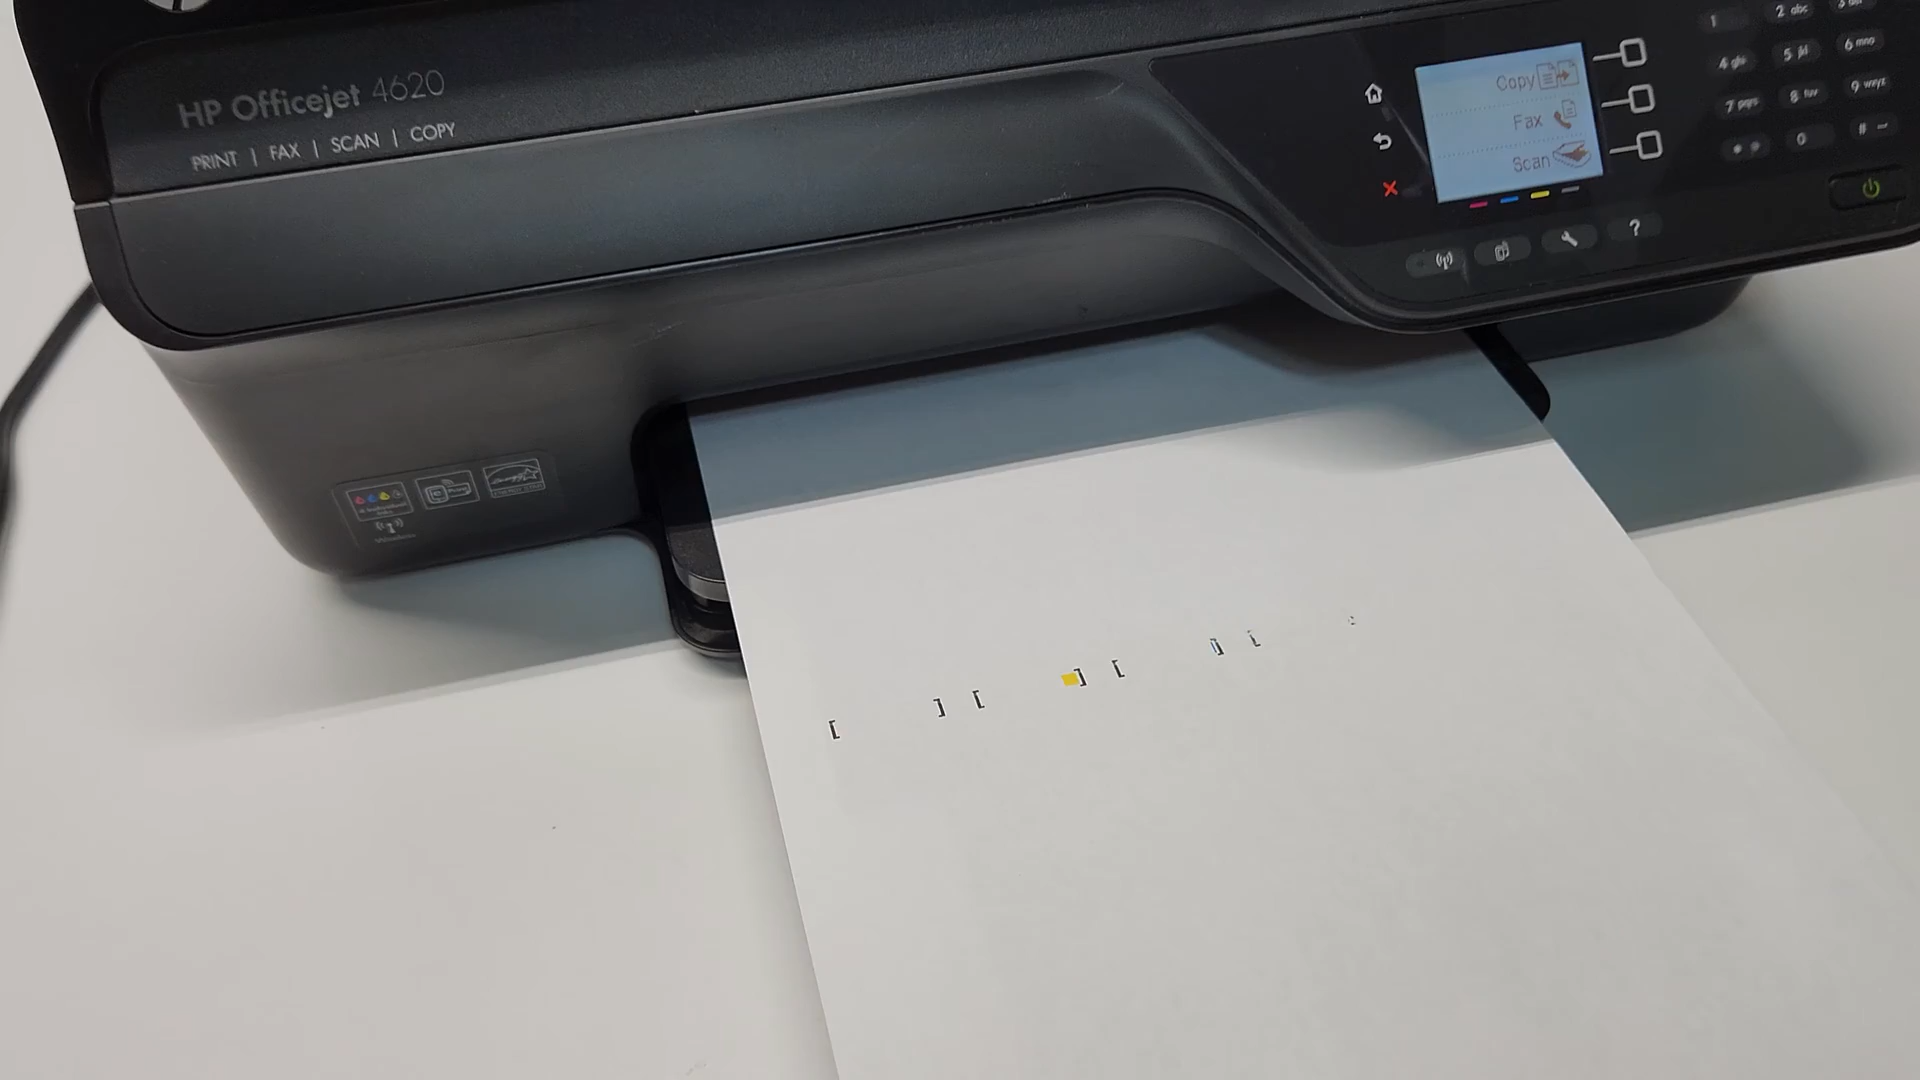 HP Officejet 4620
PRINT | FAX | SCAN | COPY
Copy
Fax
Scan
1
2 abc
4 ghi
5 jkl
6 mno
7 pqrs
8 tuv
9 wxyz
* @
0
# -
?
[ ] [ ] [ ] [